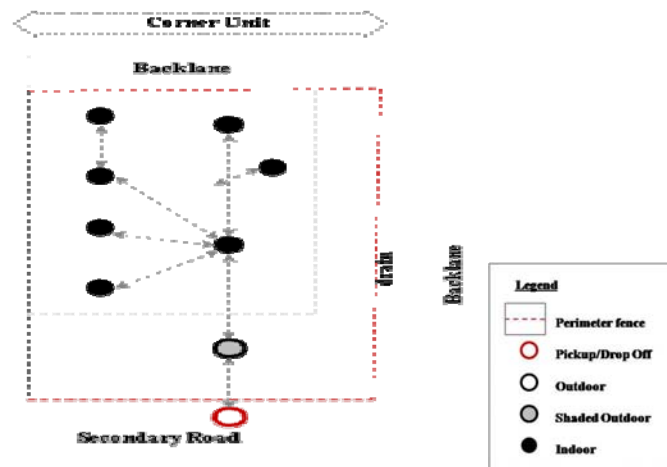 Corner Unit
Backlane
drain
Backlane
Secondary Road
Legend
Perimeter fence
Pickup/Drop Off
Outdoor
Shaded Outdoor
Indoor